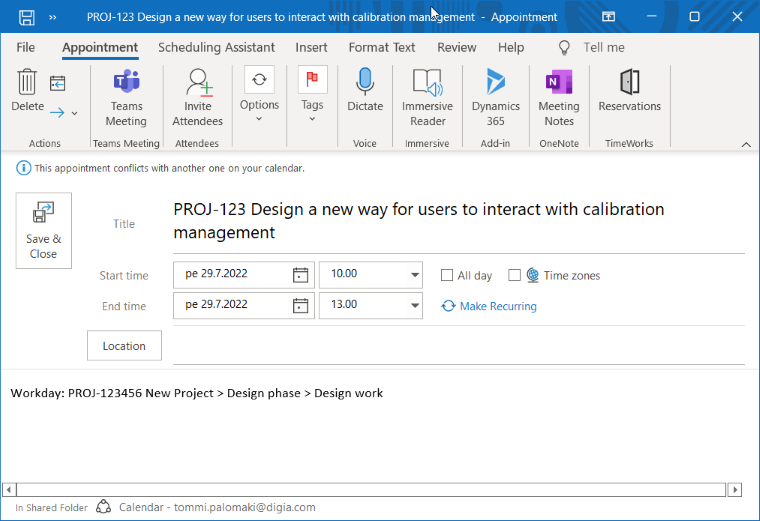 PROJ-123 Design a new way for users to interact with calibration management - Appointment
File Appointment Scheduling Assistant Insert Format Text Review Help Tell me
Delete
Teams Meeting
Invite Attendees
Options
Tags
Dictate
Immersive Reader
Dynamics 365
Meeting Notes
Reservations
Actions Teams Meeting Attendees Voice Immersive Add-in OneNote TimeWorks
This appointment conflicts with another one on your calendar.
Save & Close
Title
PROJ-123 Design a new way for users to interact with calibration
management
Start time pe 29.7.2022 10.00 All day Time zones
End time pe 29.7.2022 13.00 Make Recurring
Location
Workday: PROJ-123456 New Project > Design phase > Design work
In Shared Folder Calendar - tommi.palomaki@digia.com